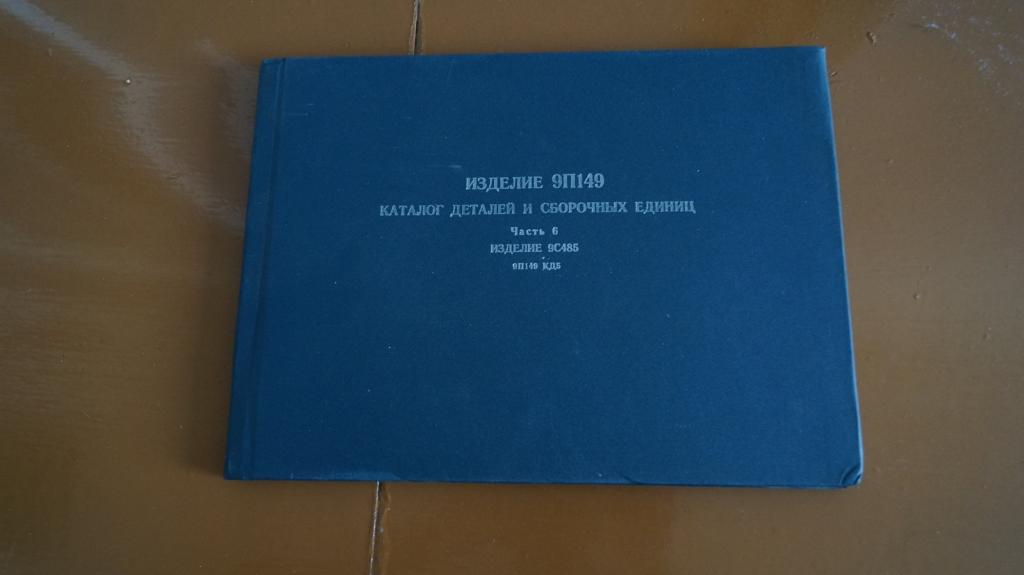 ИЗДЕЛИЕ 9П149
КАТАЛОГ ДЕТАЛЕЙ И СБОРОЧНЫХ ЕДИНИЦ
Часть 6
ИЗДЕЛИЕ 9С485
9П149 КД5